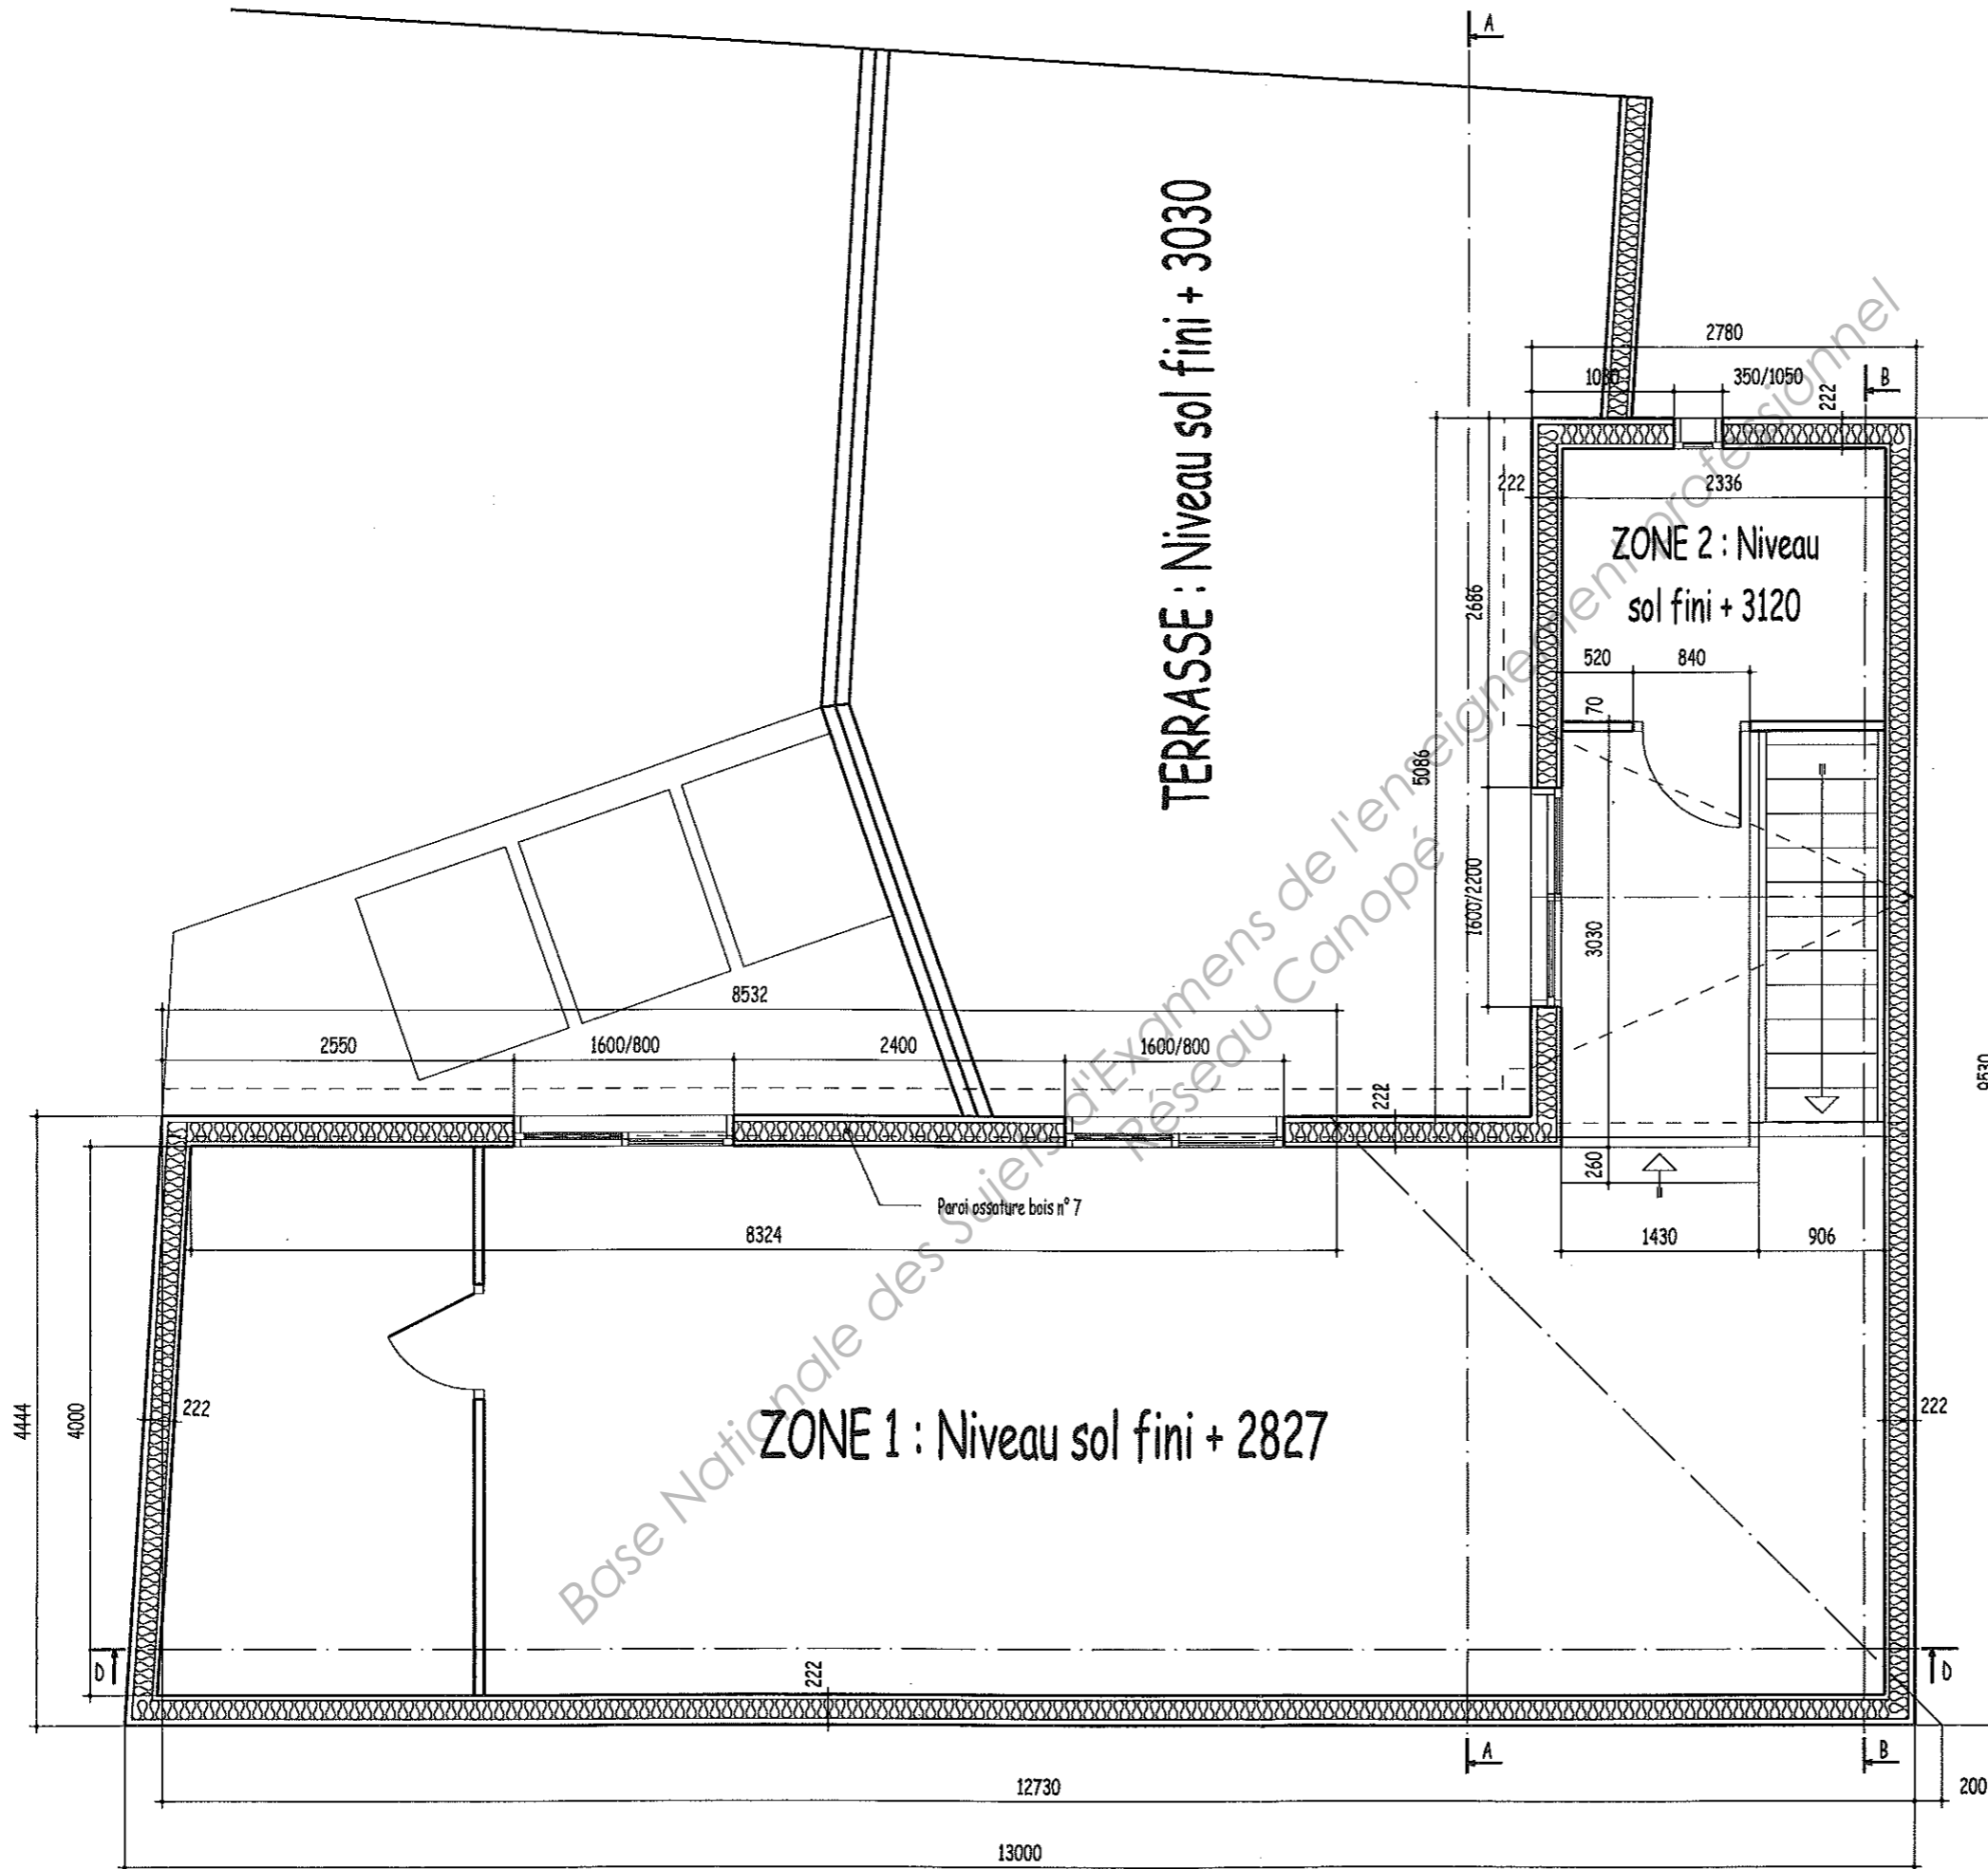 A
TERRASSE : Niveau sol fini + 3030
2780
350/1050
B
222
222
2336
ZONE 2 : Niveau
sol fini + 3120
2686
520
840
70
5086
1600/2200
3030
9530
8532
2550
1600/800
2400
1600/800
222
260
Paroi ossature bois n° 7
8324
1430
906
4444
4000
222
222
ZONE 1 : Niveau sol fini + 2827
D
222
D
A
B
12730
200
13000
Base Nationale des Sujets d'Examens de l'enseignement professionnel
Réseau Canopé